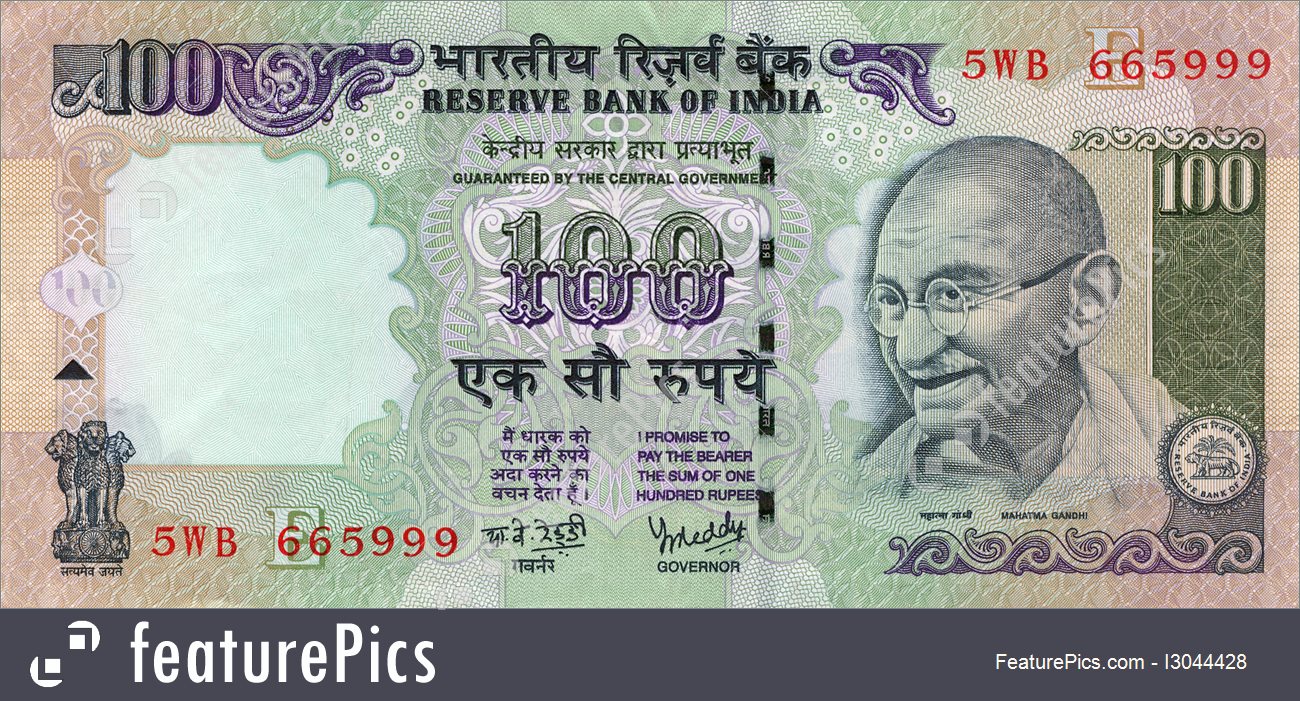 100
भारतीय रिज़र्व बैंक
RESERVE BANK OF INDIA
5WB 665999
E
केन्द्रीय सरकार द्वारा प्रत्याभूत
GUARANTEED BY THE CENTRAL GOVERNMENT
100
100
100
एक सौ रुपये
मैं धारक को
एक सौ रुपये
अदा करने का
वचन देता हूँ।
I PROMISE TO
PAY THE BEARER
THE SUM OF ONE
HUNDRED RUPEES
गवर्नर
GOVERNOR
महात्मा गांधी
MAHATMA GANDHI
भारतीय रिज़र्व बैंक
RESERVE BANK OF INDIA
सत्यमेव जयते
5WB 665999
E
featurePics
FeaturePics.com - I3044428